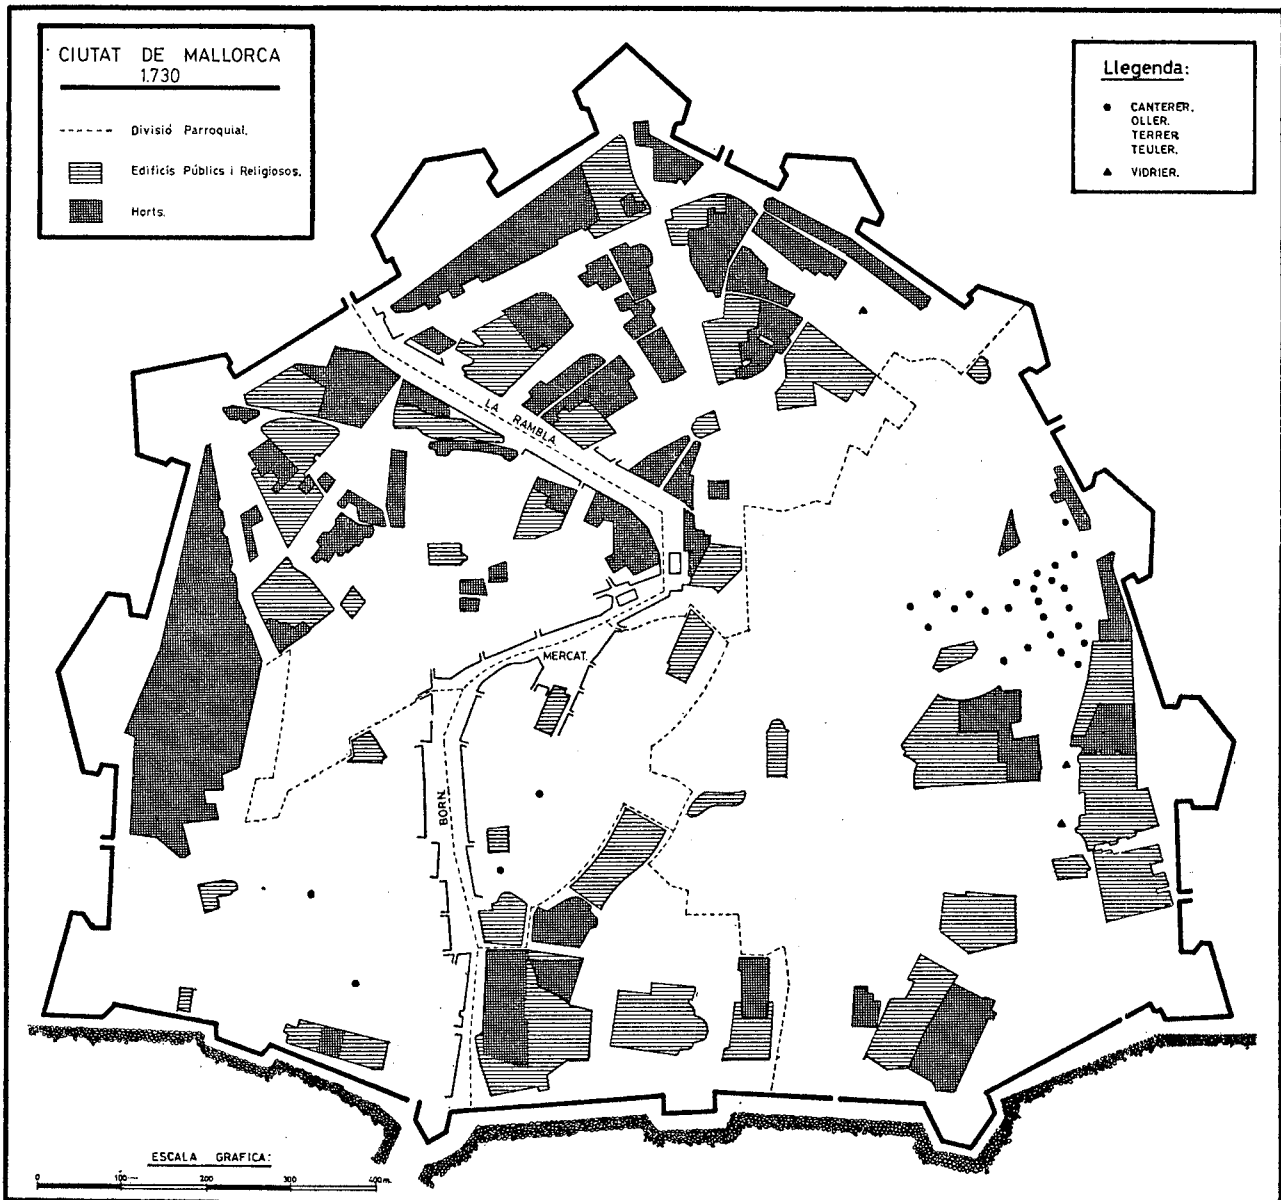 CIUTAT DE MALLORCA
1.730
Divisió Parroquial.
Edificis Públics i Religiosos.
Horts.
Llegenda:
CANTERER.
OLLER.
TERRER
TEULER.
VIDRIER.
LA RAMBLA.
MERCAT.
BORN.
ESCALA GRAFICA:
0 100 200 300 400 m.